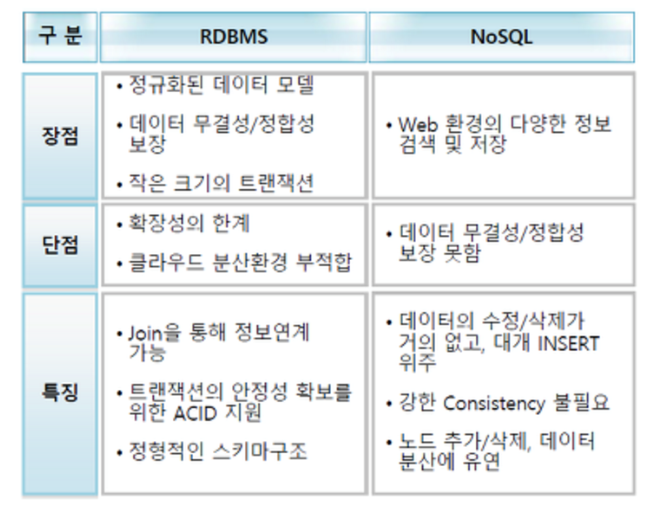 구 분
RDBMS
NoSQL
장점
• 정규화된 데이터 모델
• 데이터 무결성/정합성
보장
• 작은 크기의 트랜잭션
• Web 환경의 다양한 정보
검색 및 저장
단점
• 확장성의 한계
• 클라우드 분산환경 부적합
• 데이터 무결성/정합성
보장 못함
특징
• Join을 통해 정보연계
가능
• 트랜잭션의 안정성 확보를
위한 ACID 지원
• 정형적인 스키마구조
• 데이터의 수정/삭제가
거의 없고, 대개 INSERT
위주
• 강한 Consistency 불필요
• 노드 추가/삭제, 데이터
분산에 유연